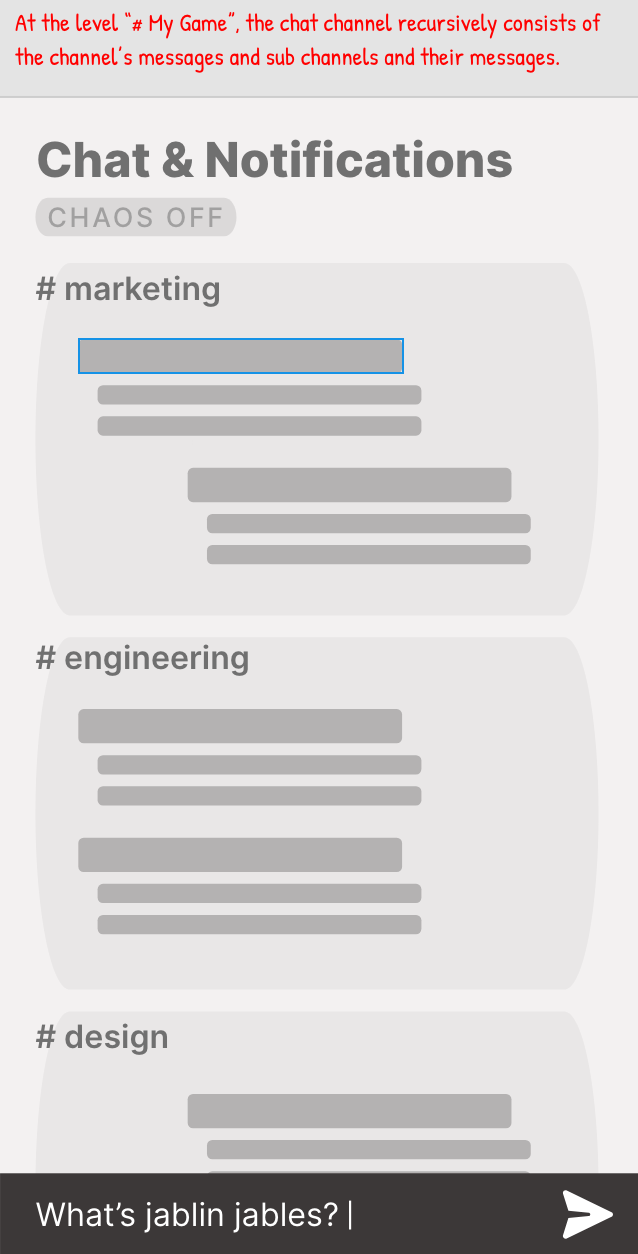 At the level "# My Game", the chat channel recursively consists of
the channel's messages and sub channels and their messages.
Chat & Notifications
CHAOS OFF
# marketing
# engineering
# design
What’s jablin jables?